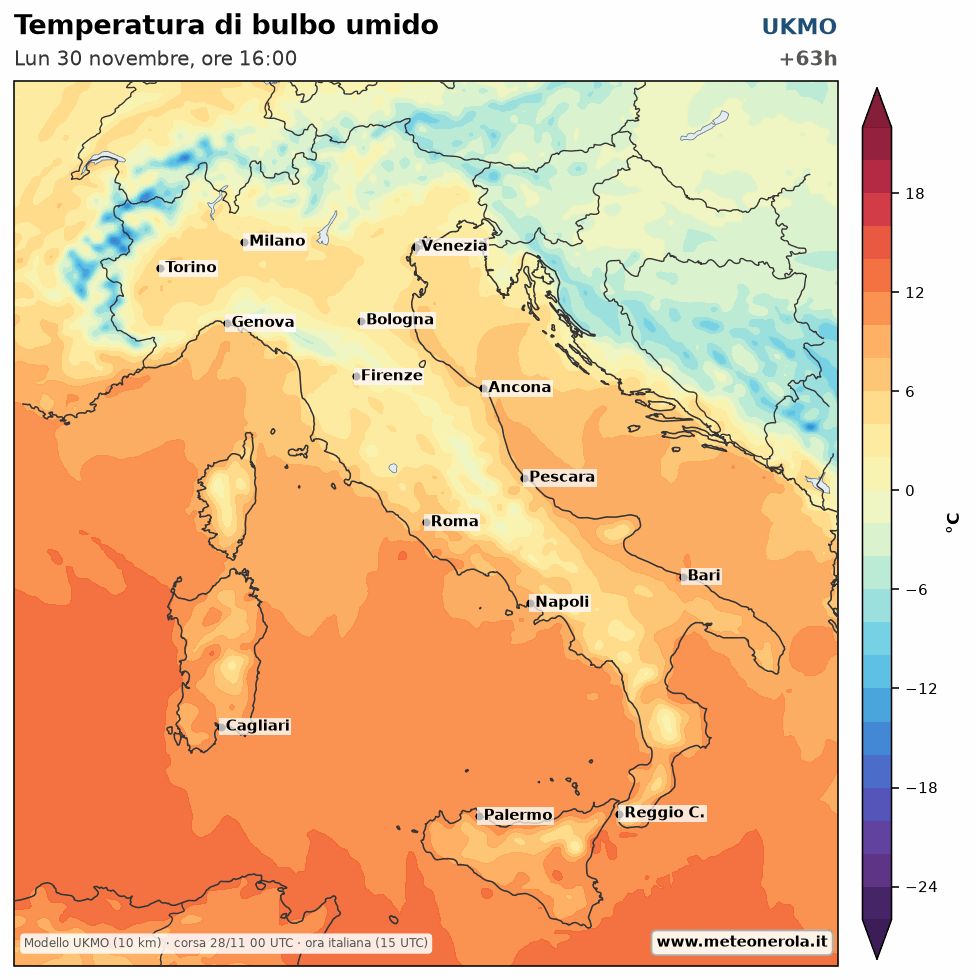 Temperatura di bulbo umido
UKMO
Lun 30 novembre, ore 16:00
+63h
Milano
Venezia
Torino
Genova
Bologna
Firenze
Ancona
Pescara
Roma
Bari
Napoli
Cagliari
Palermo
Reggio C.
18
12
6
0
−6
−12
−18
−24
°C
Modello UKMO (10 km) · corsa 28/11 00 UTC · ora italiana (15 UTC)
www.meteonerola.it